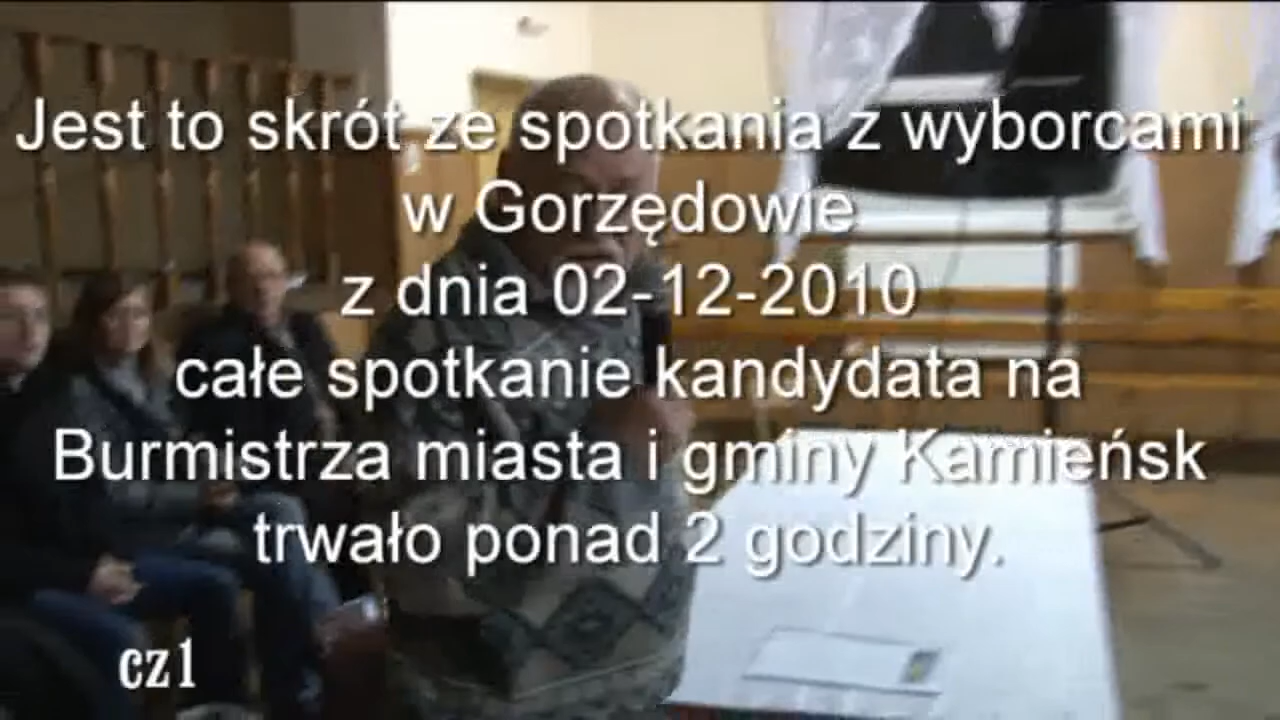 Jest to skrót ze spotkania z wyborcami
w Gorzędowie
z dnia 02-12-2010
całe spotkanie kandydata na
Burmistrza miasta i gminy Kamieńsk
trwało ponad 2 godziny.
cz1